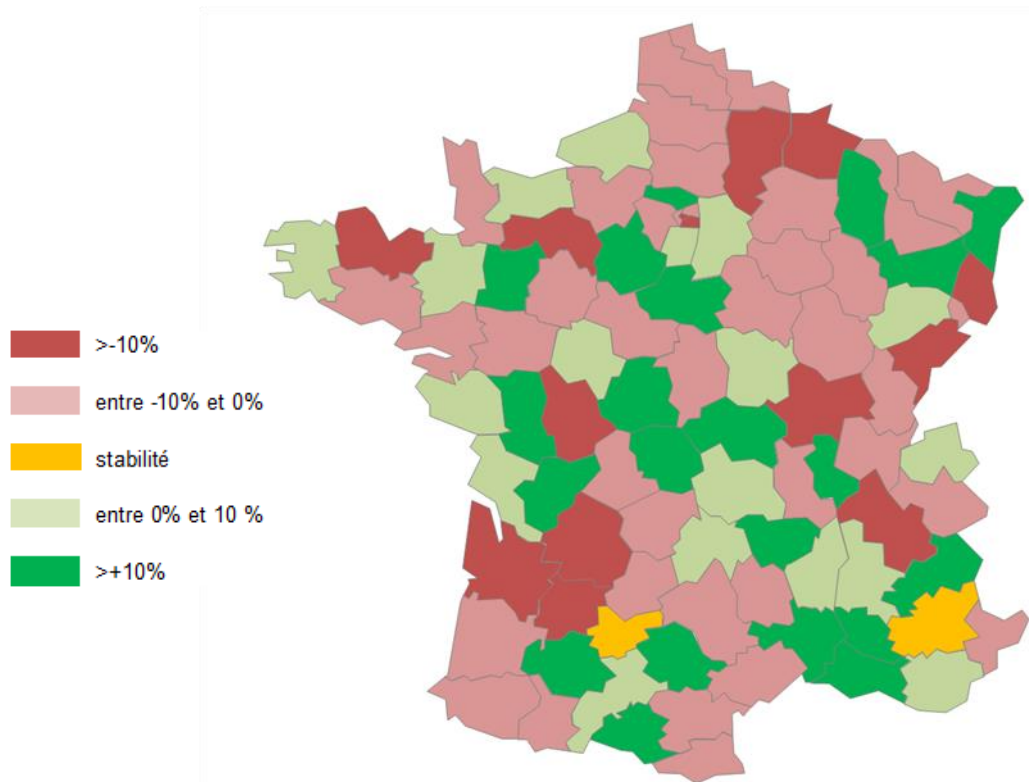 >-10%
entre -10% et 0%
stabilité
entre 0% et 10 %
>+10%